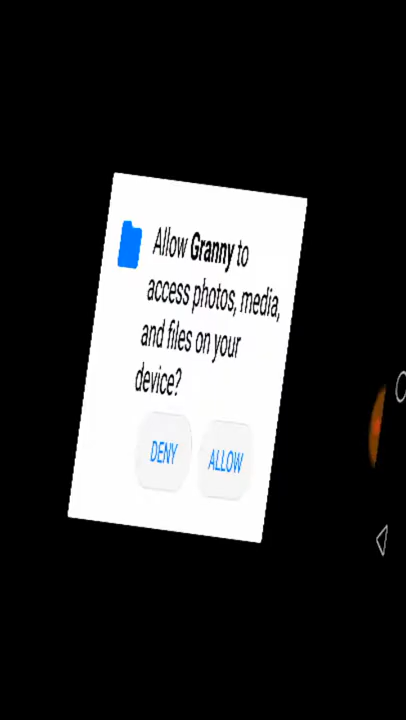 Allow Granny to
access photos, media,
and files on your
device?
DENY
ALLOW